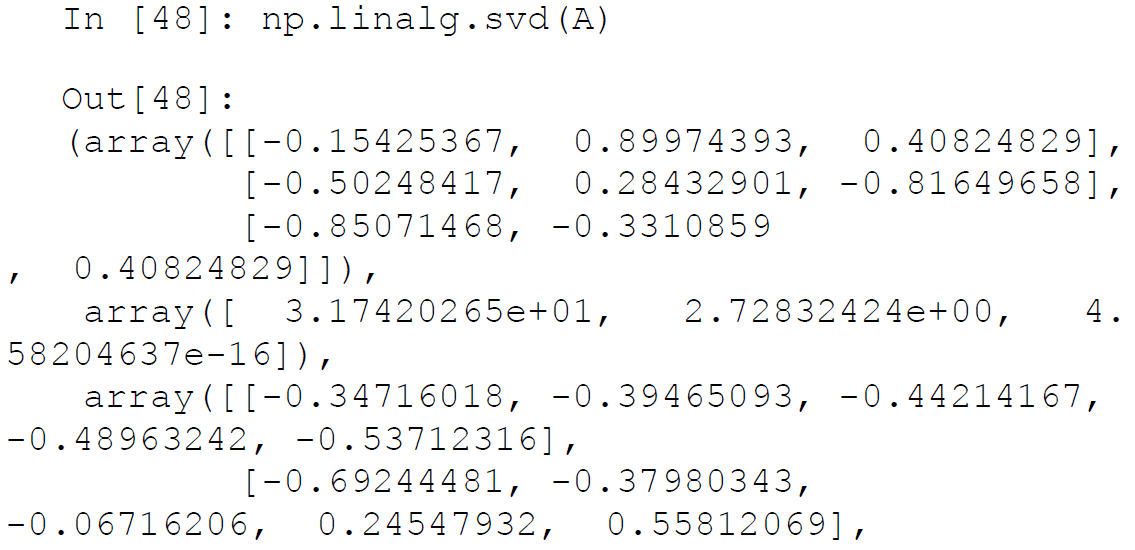 In [48]: np.linalg.svd(A)
Out[48]:
(array([[-0.15425367,  0.89974393,  0.40824829],
[-0.50248417,  0.28432901, -0.81649658],
[-0.85071468, -0.3310859
,  0.40824829]]),
array([  3.17420265e+01,   2.72832424e+00,   4.
58204637e-16]),
array([[-0.34716018, -0.39465093, -0.44214167,
-0.48963242, -0.53712316],
[-0.69244481, -0.37980343,
-0.06716206,  0.24547932,  0.55812069],